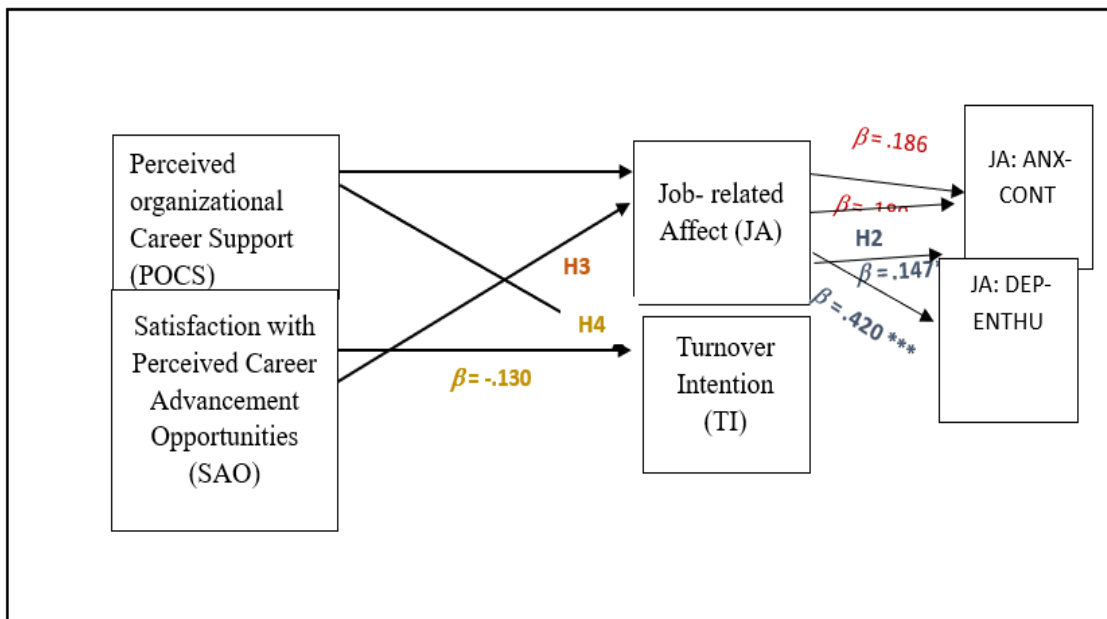 Perceived
organizational
Career Support
(POCS)
Satisfaction with
Perceived Career
Advancement
Opportunities
(SAO)
H3
H4
β = -.130
Job- related
Affect (JA)
Turnover
Intention
(TI)
β = .186
β =
H2
β = .147*
β = .420 ***
JA: ANX-
CONT
JA: DEP-
ENTHU